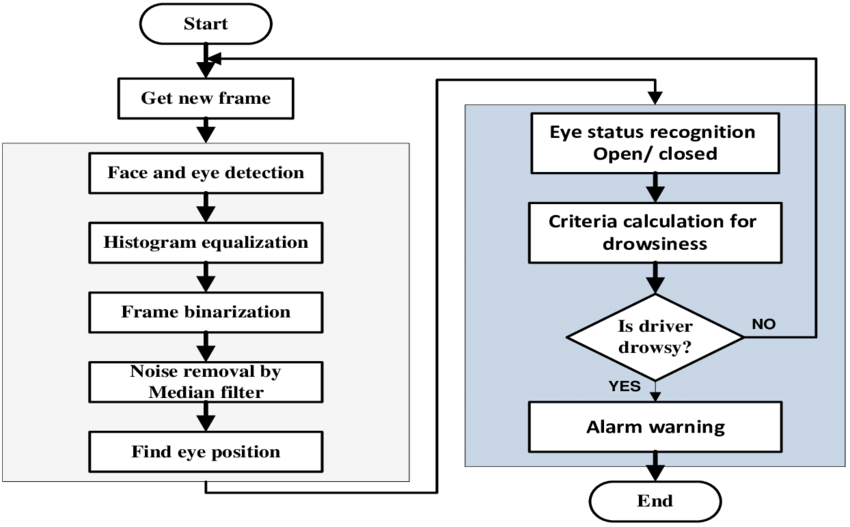 Start
Get new frame
Face and eye detection
Histogram equalization
Frame binarization
Noise removal by
Median filter
Find eye position
Eye status recognition
Open/ closed
Criteria calculation for
drowsiness
Is driver
drowsy?
NO
YES
Alarm warning
End